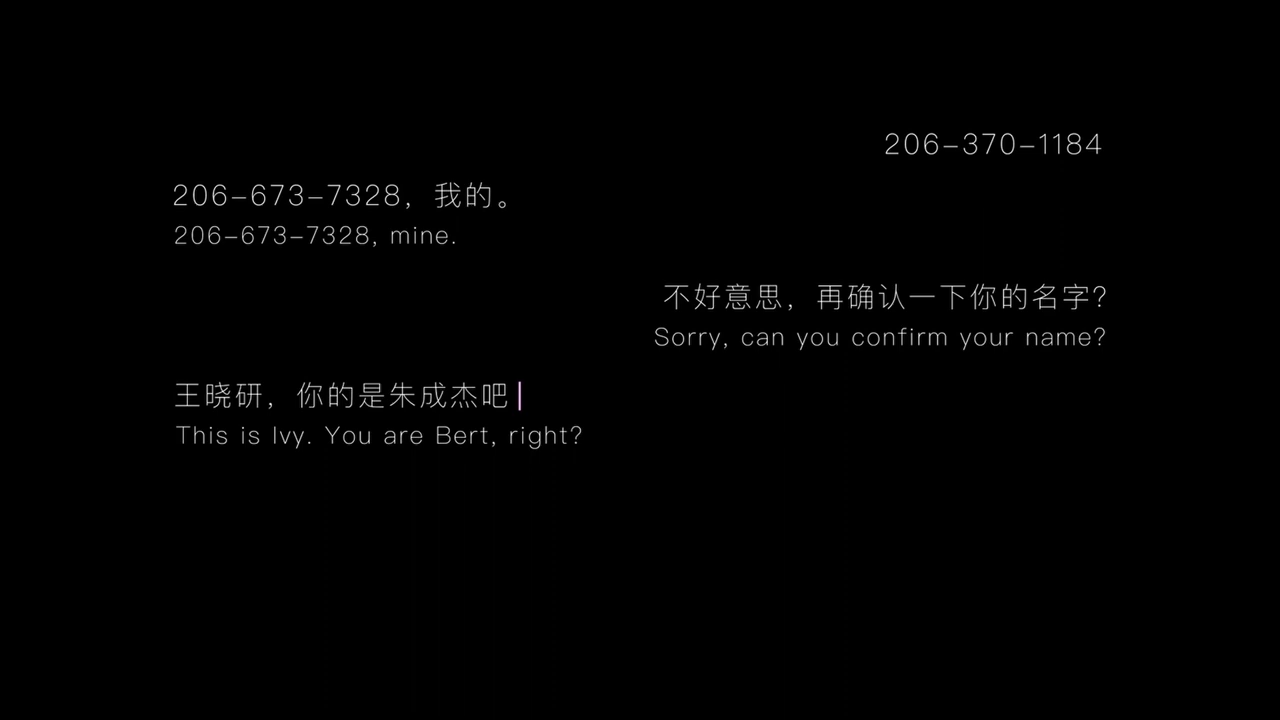 206-370-1184
206-673-7328，我的。
206-673-7328, mine.
不好意思，再确认一下你的名字？
Sorry, can you confirm your name?
王晓研，你的是朱成杰吧
This is Ivy. You are Bert, right?